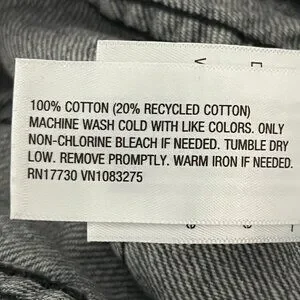 100% COTTON (20% RECYCLED COTTON)
MACHINE WASH COLD WITH LIKE COLORS. ONLY
NON-CHLORINE BLEACH IF NEEDED. TUMBLE DRY
LOW. REMOVE PROMPTLY. WARM IRON IF NEEDED.
RN17730 VN1083275